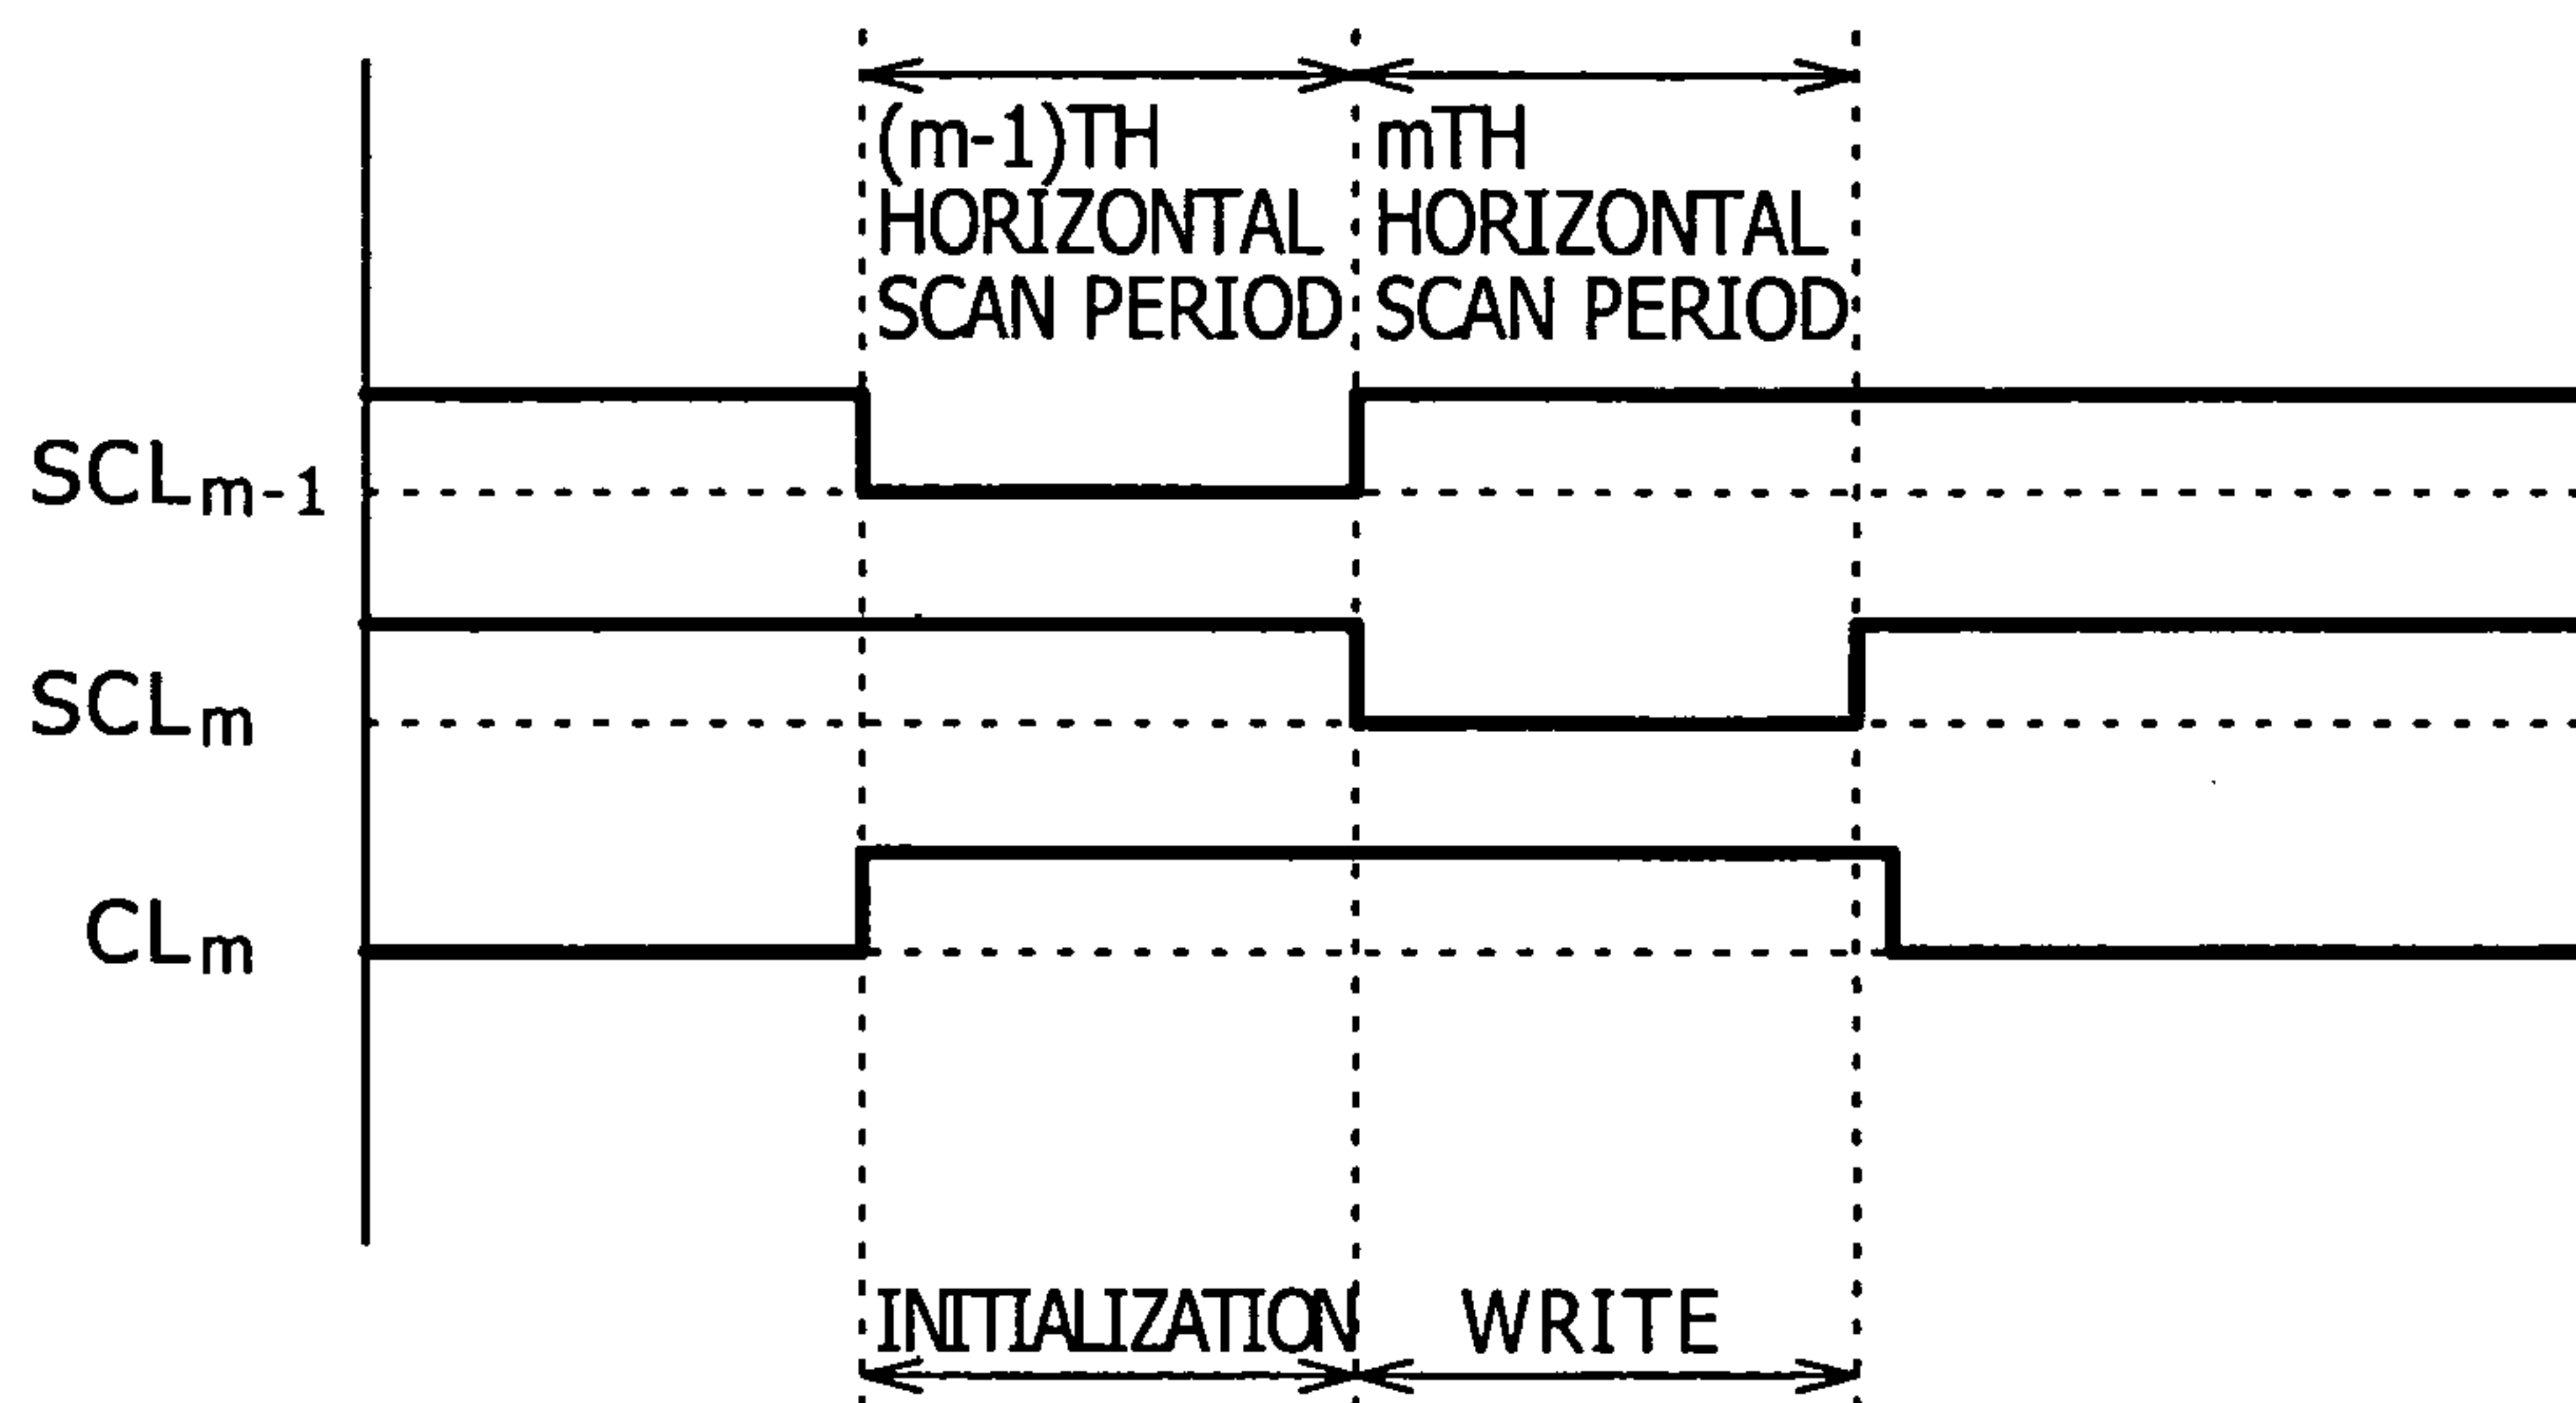 (m-1)TH
HORIZONTAL
SCAN PERIOD
mTH
HORIZONTAL
SCAN PERIOD
SCLm-1
SCLm
CLm
INITIALIZATION
WRITE